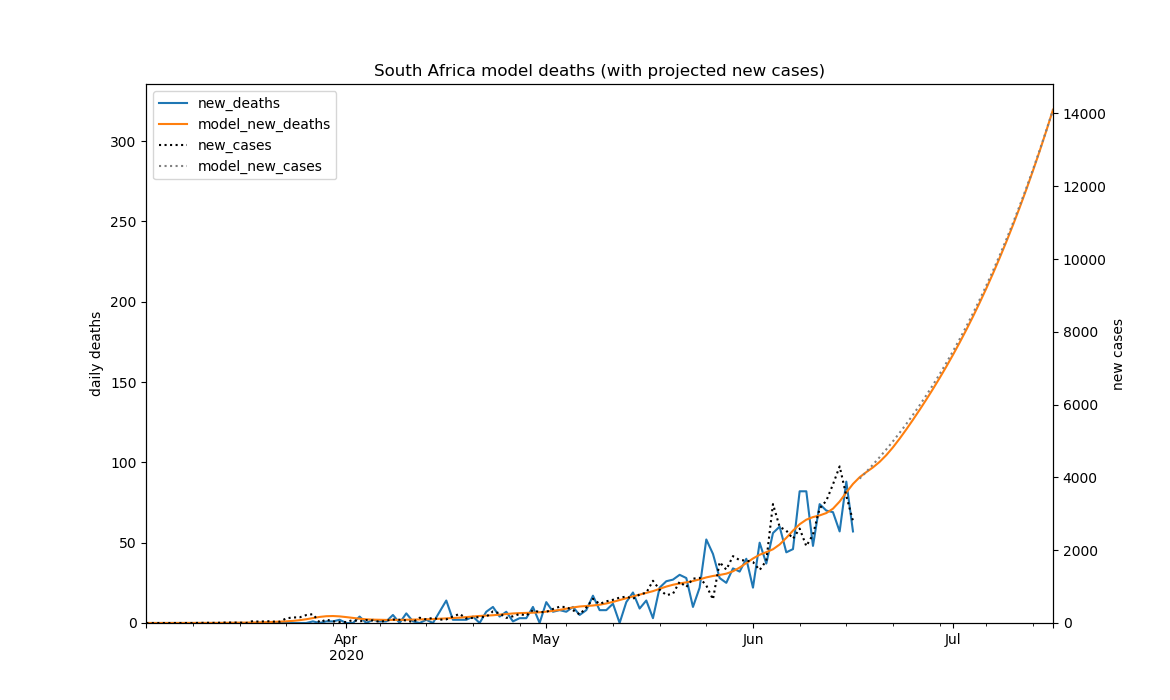 South Africa model deaths (with projected new cases)
new_deaths
model_new_deaths
new_cases
model_new_cases
daily deaths
300
250
200
150
100
50
0
14000
12000
10000
8000
6000
4000
2000
0
new cases
Apr
2020
May
Jun
Jul